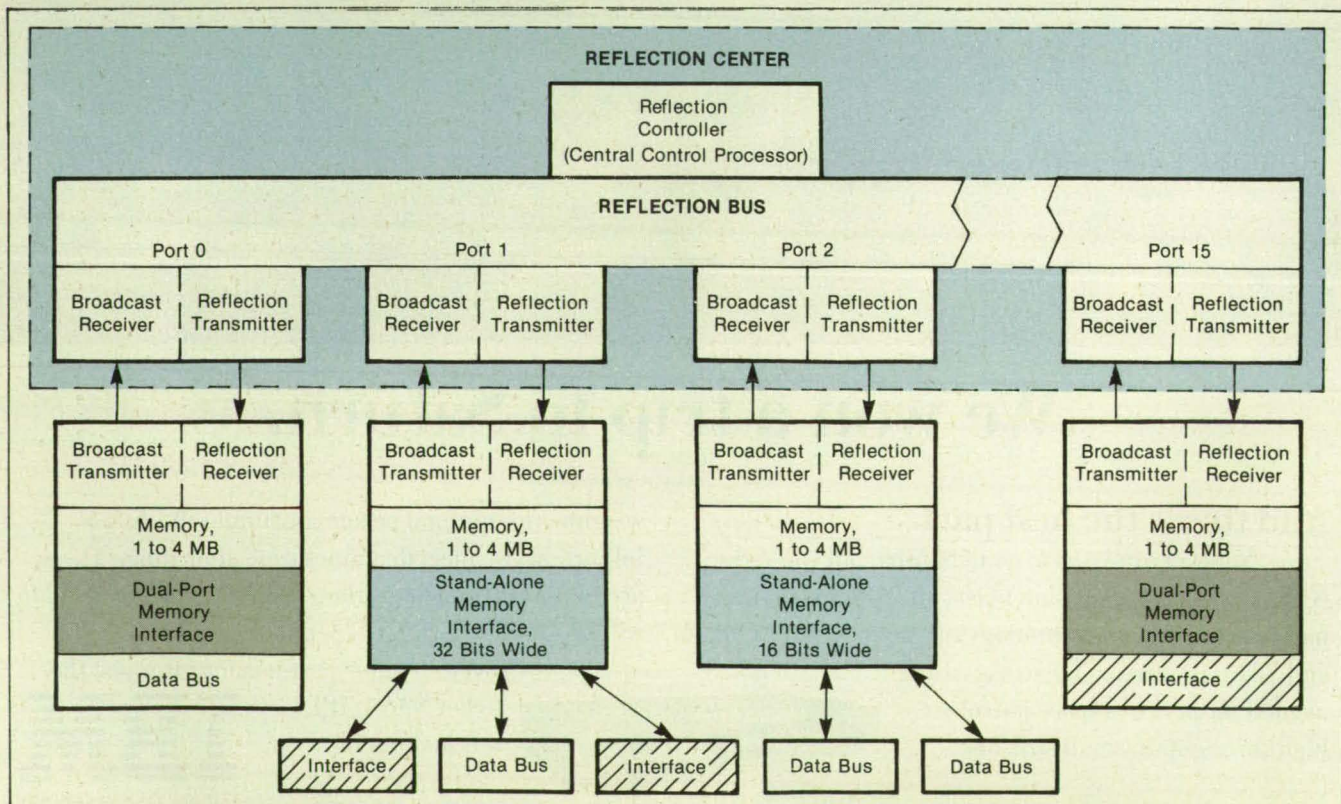 REFLECTION CENTER
Reflection
Controller
(Central Control Processor)
REFLECTION BUS
Port 0
Port 1
Port 2
Port 15
Broadcast
Receiver
Reflection
Transmitter
Broadcast
Receiver
Reflection
Transmitter
Broadcast
Receiver
Reflection
Transmitter
Broadcast
Receiver
Reflection
Transmitter
Broadcast
Transmitter
Reflection
Receiver
Memory,
1 to 4 MB
Dual-Port
Memory
Interface
Data Bus
Broadcast
Transmitter
Reflection
Receiver
Memory,
1 to 4 MB
Stand-Alone
Memory
Interface,
32 Bits Wide
Interface
Data Bus
Interface
Broadcast
Transmitter
Reflection
Receiver
Memory,
1 to 4 MB
Stand-Alone
Memory
Interface,
16 Bits Wide
Data Bus
Data Bus
Broadcast
Transmitter
Reflection
Receiver
Memory,
1 to 4 MB
Dual-Port
Memory
Interface
Interface